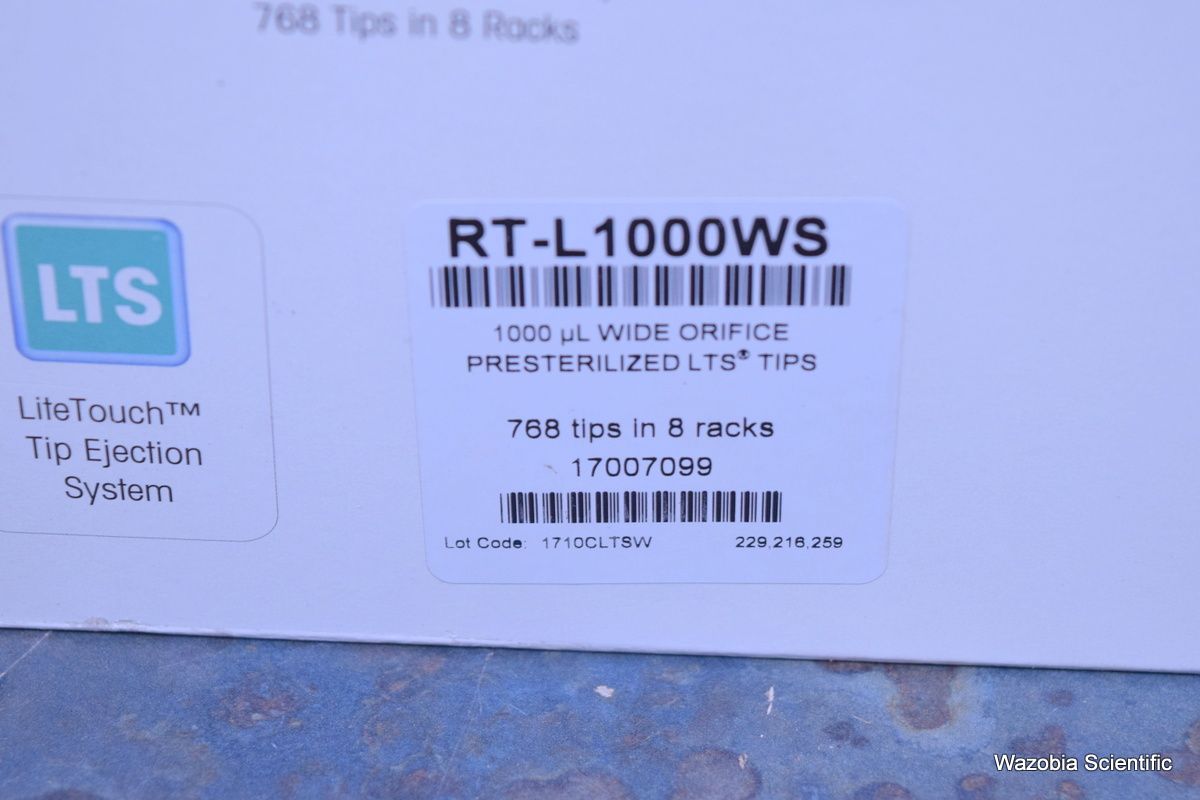 768 Tips in 8 Racks
LTS
LiteTouch™
Tip Ejection
System
RT-L1000WS
1000 µL WIDE ORIFICE
PRESTERILIZED LTS® TIPS
768 tips in 8 racks
17007099
Lot Code: 1710CLTSW 229,216,259
Wazobia Scientific